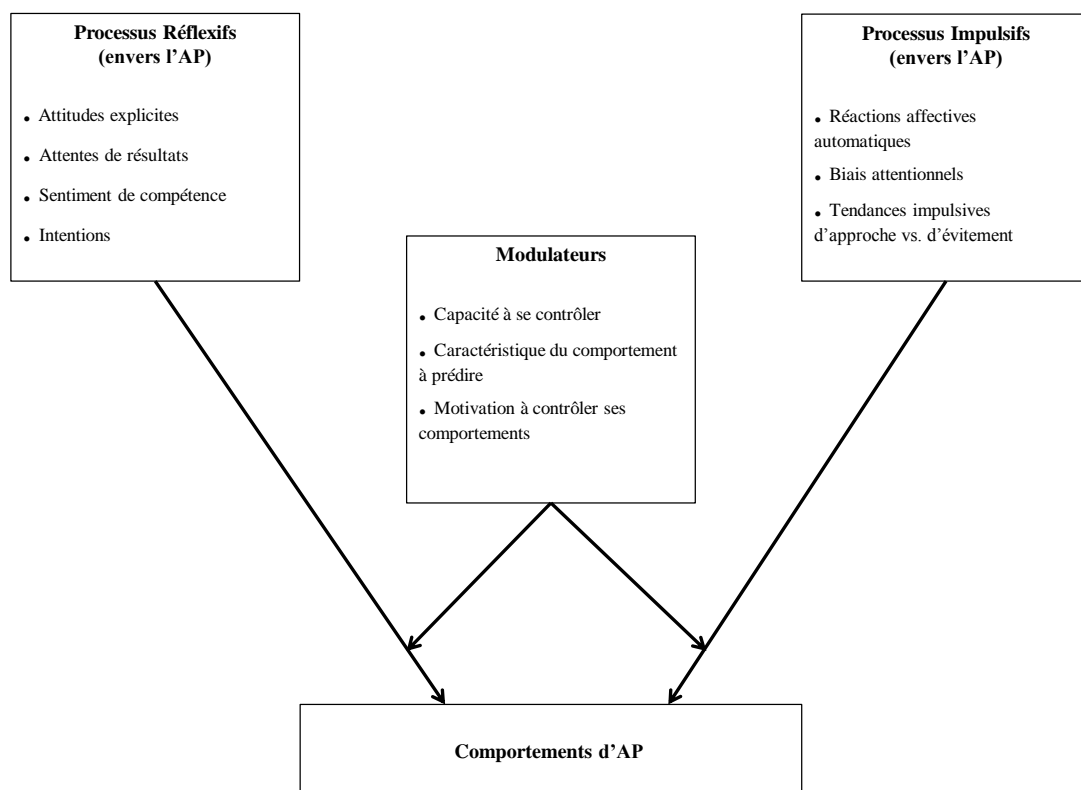 Processus Réflexifs
(envers l’AP)
• Attitudes explicites
• Attentes de résultats
• Sentiment de compétence
• Intentions
Processus Impulsifs
(envers l’AP)
• Réactions affectives
automatiques
• Biais attentionnels
• Tendances impulsives
d’approche vs. d’évitement
Modulateurs
• Capacité à se contrôler
• Caractéristique du comportement
à prédire
• Motivation à contrôler ses
comportements
Comportements d’AP